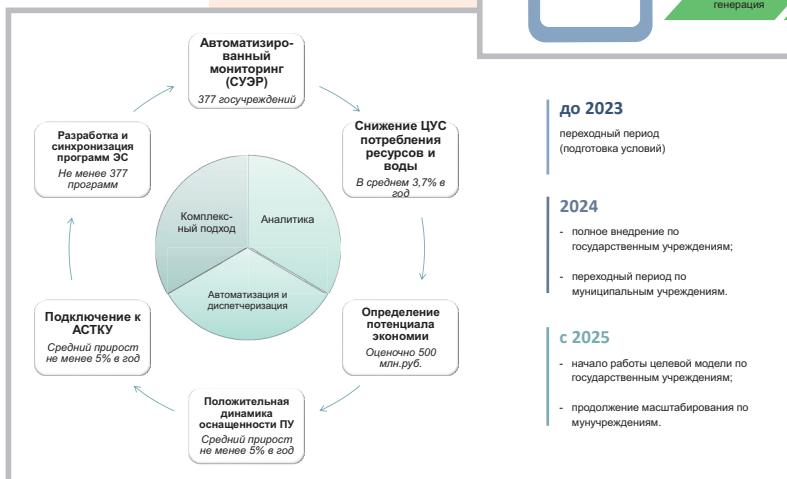 генерация
Автоматизиро-
ванный
мониторинг
(СУЭР)
377 госучреждений
Снижение ЦУС
потребления
ресурсов и
воды
В среднем 3,7% в
год
Определение
потенциала
экономии
Оценочно 500
млн.руб.
Положительная
динамика
оснащенности ПУ
Средний прирост
не менее 5% в год
Подключение к
АСТКУ
Средний прирост
не менее 5% в год
Разработка и
синхронизация
программ ЭС
Не менее 377
программ
Комплекс-
ный подход
Аналитика
Автоматизация и
диспетчеризация
до 2023
переходный период
(подготовка условий)
2024
- полное внедрение по
государственным учреждениям;
- переходный период по
муниципальным учреждениям.
с 2025
- начало работы целевой модели по
государственным учреждениям;
- продолжение масштабирования по
мунучреждениям.